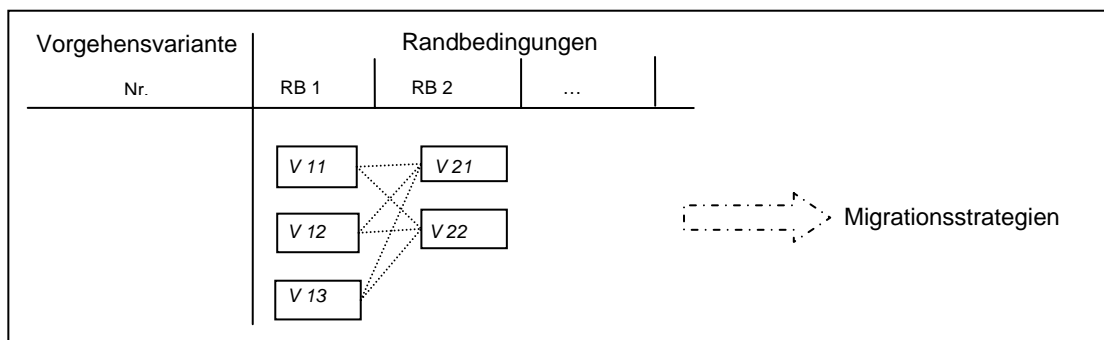 Vorgehensvariante Randbedingungen
Nr. RB 1 RB 2 ...
V 11 V 21
V 12 V 22
Migrationsstrategien
V 13